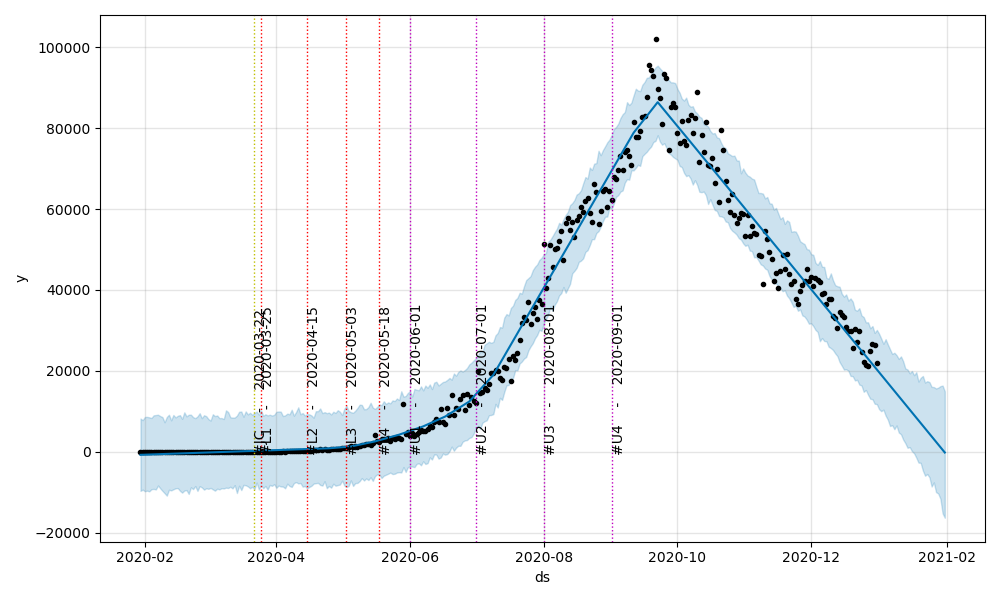 100000
80000
60000
40000
20000
0
−20000
y
#JC - 2020-03-22
#L1 - 2020-03-25
#L2 - 2020-04-15
#L3 - 2020-05-03
#L4 - 2020-05-18
#U1 - 2020-06-01
#U2 - 2020-07-01
#U3 - 2020-08-01
#U4 - 2020-09-01
2020-02
2020-04
2020-06
2020-08
2020-10
2020-12
2021-02
ds